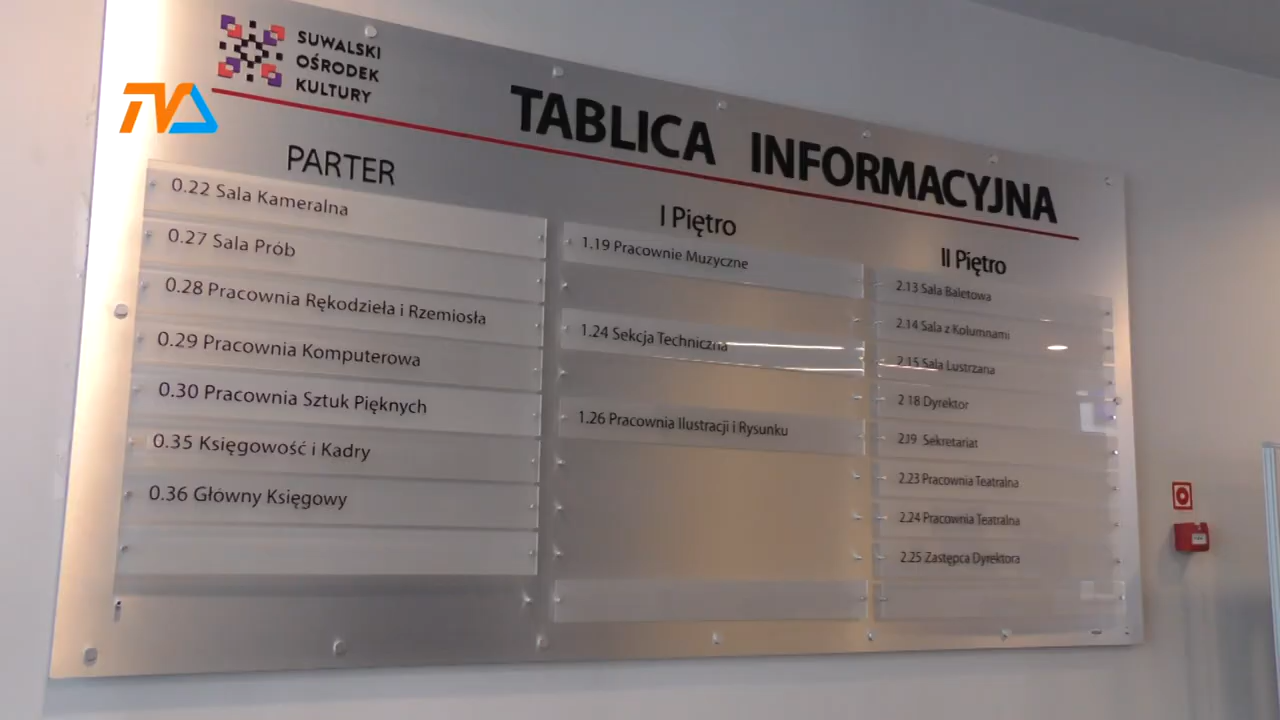 SUWALSKI
OŚRODEK
KULTURY
TVA
TABLICA INFORMACYJNA
PARTER
0.22 Sala Kameralna
0.27 Sala Prób
0.28 Pracownia Rękodzieła i Rzemiosła
0.29 Pracownia Komputerowa
0.30 Pracownia Sztuk Pięknych
0.35 Księgowość i Kadry
0.36 Główny Księgowy
I Piętro
1.19 Pracownie Muzyczne
1.24 Sekcja Techniczna
1.26 Pracownia Ilustracji i Rysunku
II Piętro
2.13 Sala Baletowa
2.14 Sala z Kolumnami
2.15 Sala Lustrzana
2 18 Dyrektor
2.19 Sekretariat
2.23 Pracownia Teatralna
2.24 Pracownia Teatralna
2.25 Zastępca Dyrektora